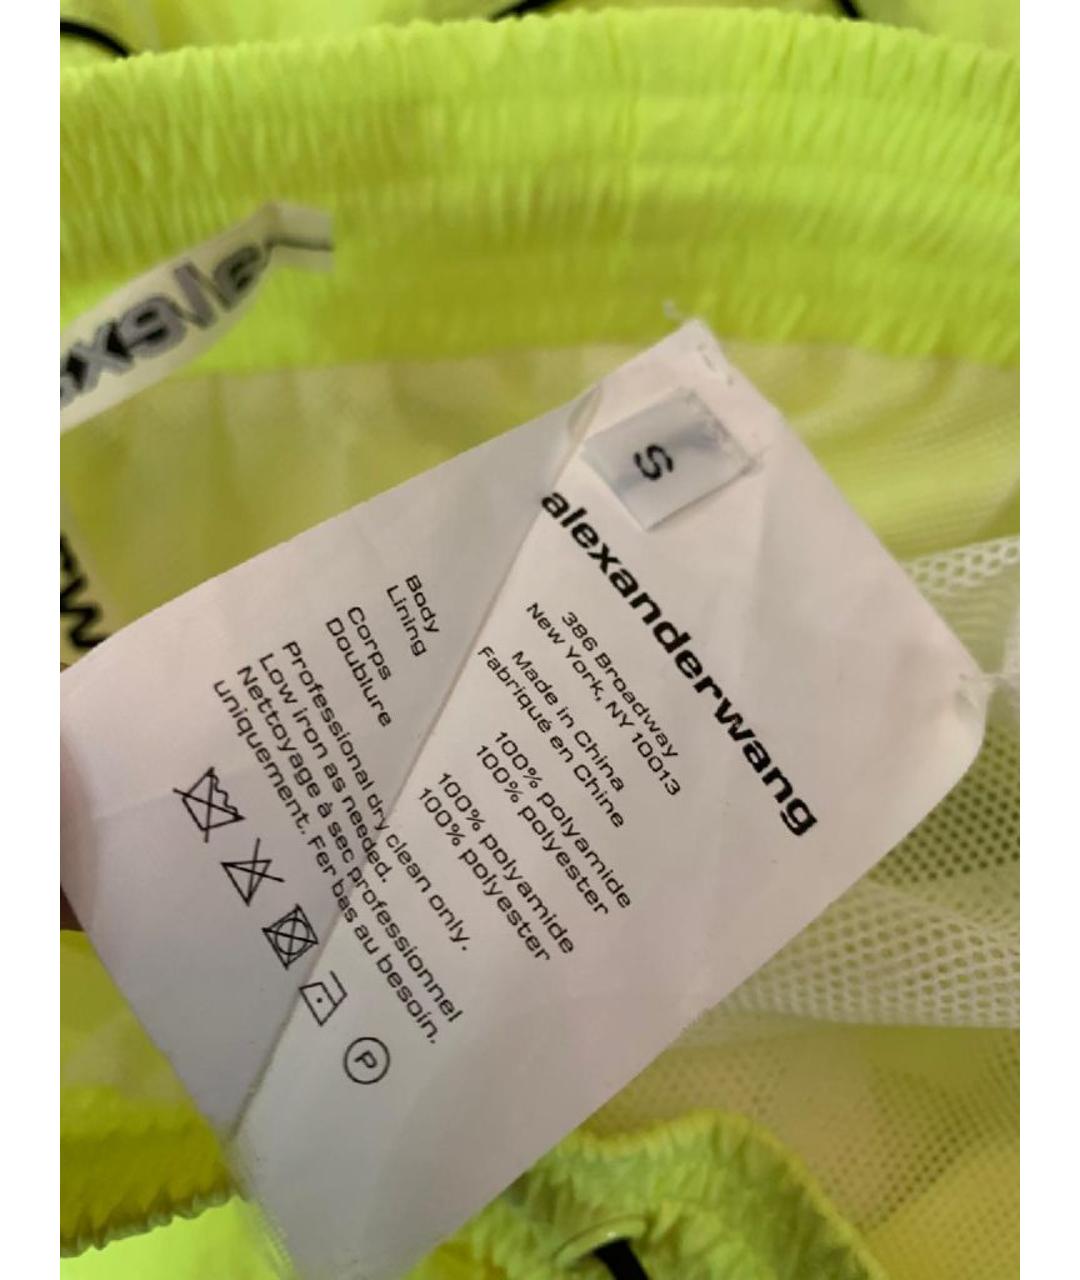 S
alexanderwang
386 Broadway
New York, NY 10013
Made in China
Fabriqué en Chine
Body 100% polyamide
Lining 100% polyester
Corps 100% polyamide
Doublure 100% polyester
Professional dry clean only.
Low iron as needed.
Nettoyage à sec professionnel
uniquement. Fer bas au besoin.
P